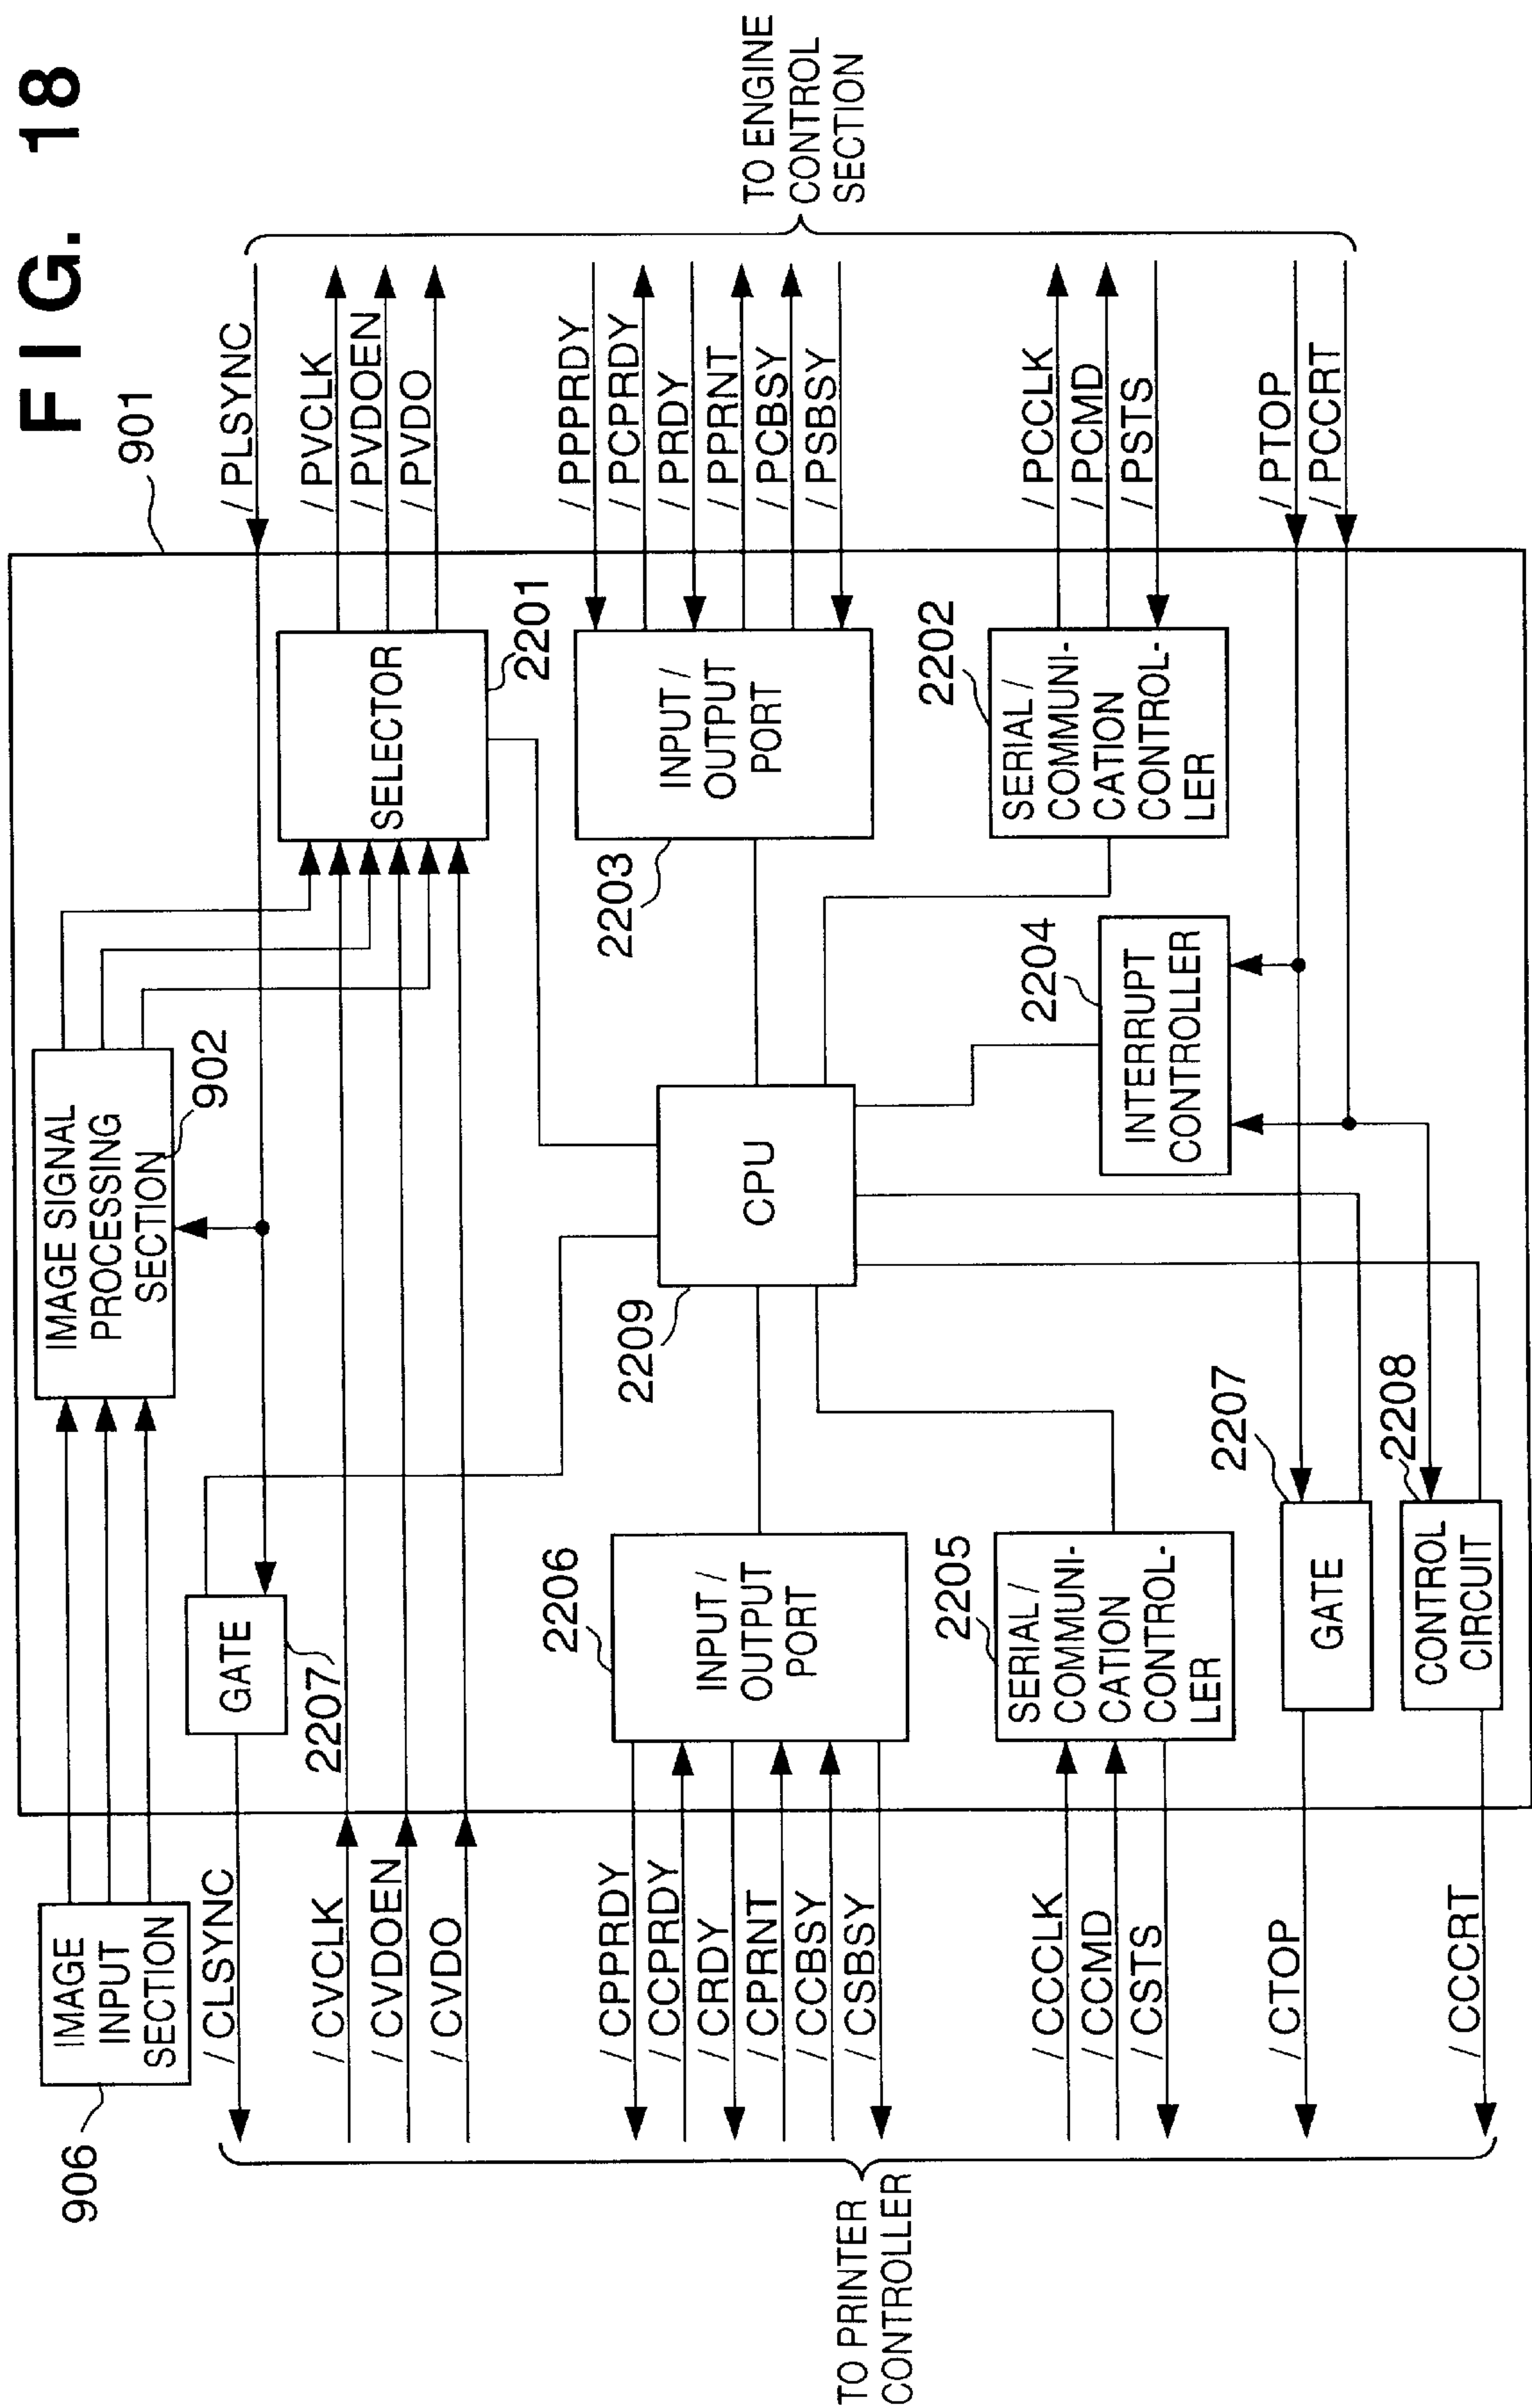 F I G. 18
901
TO ENGINE
CONTROL
SECTION
/ PLSYNC
/ PVCLK
/ PVDOEN
/ PVDO
/ PPPRDY
/ PCPRDY
/ PRDY
/ PPRNT
/ PCBSY
/ PSBSY
/ PCCLK
/ PCMD
/ PSTS
/ PTOP
/ PCCRT
SELECTOR
2201
INPUT /
OUTPUT
PORT
2203
SERIAL /
COMMUNI-
CATION
CONTROL-
LER
2202
INTERRUPT
CONTROLLER
2204
IMAGE SIGNAL
PROCESSING
SECTION
902
CPU
2209
GATE
2207
INPUT /
OUTPUT
PORT
2206
SERIAL /
COMMUNI-
CATION
CONTROL-
LER
2205
GATE
2207
CONTROL
CIRCUIT
2208
IMAGE
INPUT
SECTION
906
/ CLSYNC
/ CVCLK
/ CVDOEN
/ CVDO
/ CPPRDY
/ CCPRDY
/ CRDY
/ CPRNT
/ CCBSY
/ CSBSY
/ CCCLK
/ CCMD
/ CSTS
/ CTOP
/ CCCRT
TO PRINTER
CONTROLLER